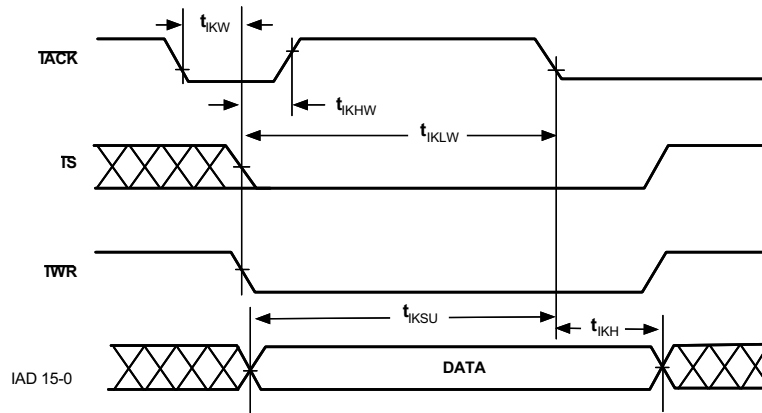 tIKW
IACK
tIKHW
tIKLW
IS
IWR
tIKSU
tIKH
DATA
IAD 15-0